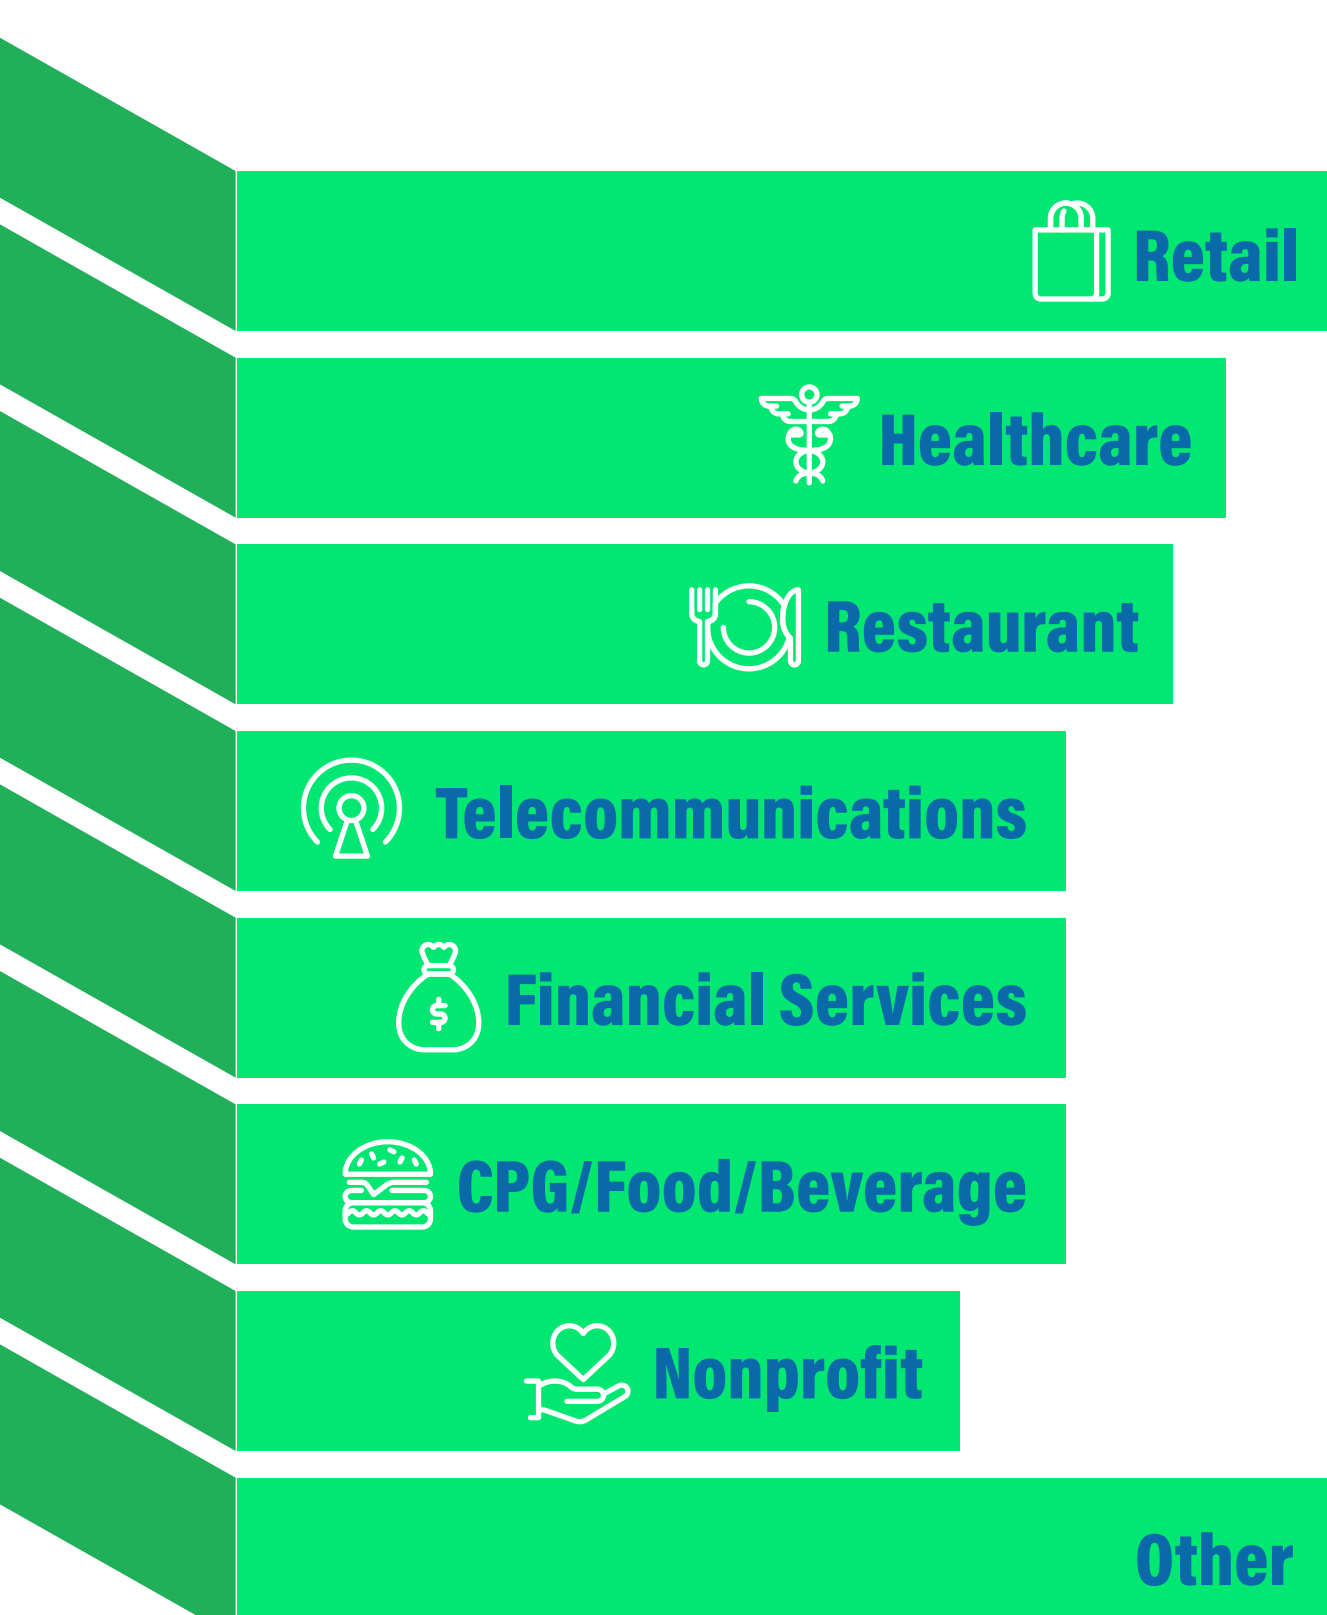 Retail
Healthcare
Restaurant
Telecommunications
$ Financial Services
CPG/Food/Beverage
Nonprofit
Other